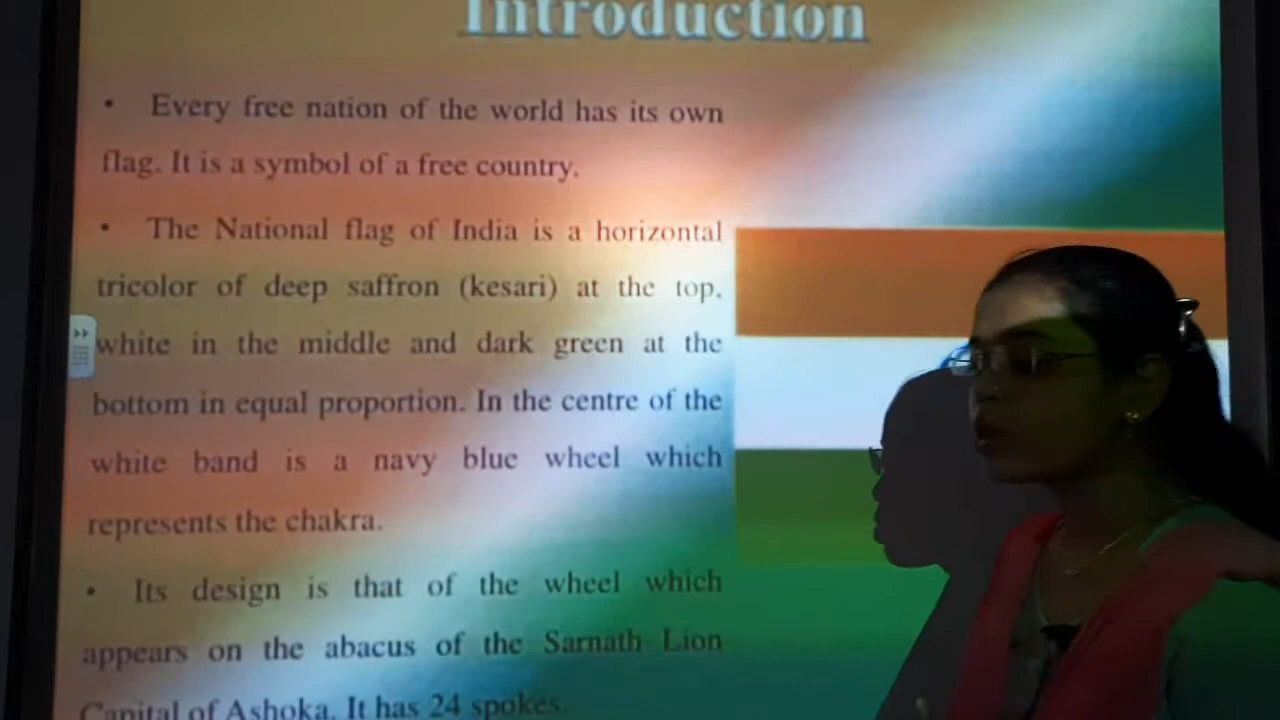 Introduction
• Every free nation of the world has its own
flag. It is a symbol of a free country.
• The National flag of India is a horizontal
tricolor of deep saffron (kesari) at the top,
white in the middle and dark green at the
bottom in equal proportion. In the centre of the
white band is a navy blue wheel which
represents the chakra.
• Its design is that of the wheel which
appears on the abacus of the Sarnath Lion
Capital of Ashoka. It has 24 spokes.